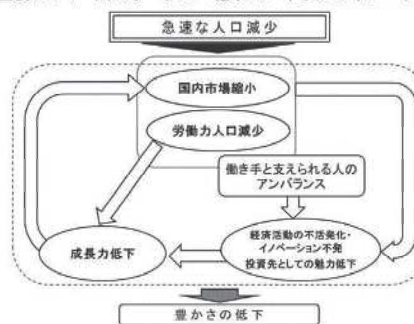 急速な人口減少
国内市場縮小
労働力人口減少
働き手と支えられる人の
アンバランス
成長力低下
経済活動の不活発化・
イノベーション不発
投資先としての魅力低下
豊かさの低下